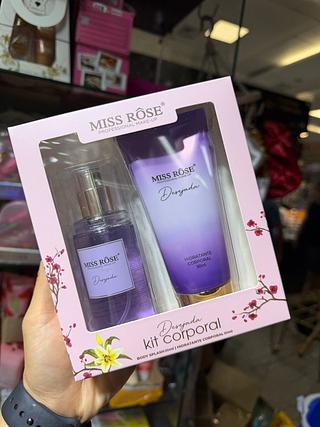 MISS RÔSE®
PROFESSIONAL MAKE-UP
MISS RÔSE®
Desejada
HIDRATANTE
CORPORAL
MISS RÔSE®
Desejada
Desejada
kit corporal
BODY SPLASH | HIDRATANTE CORPORAL